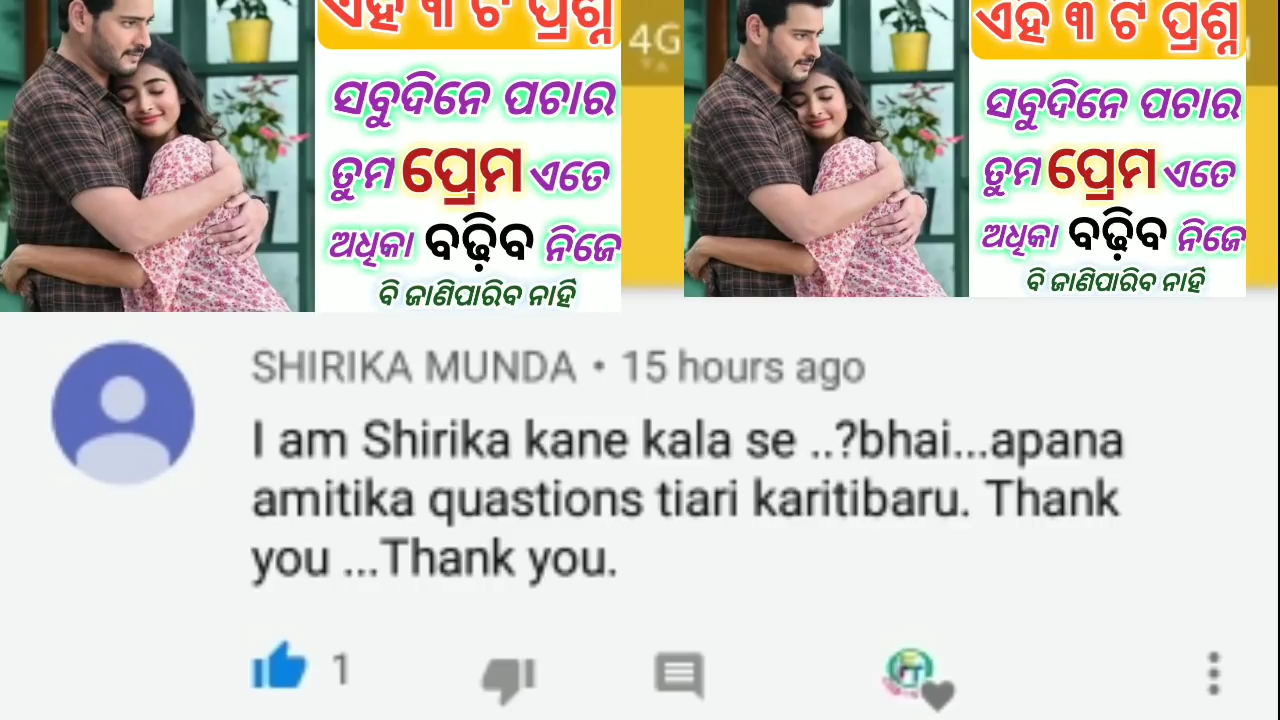 ଏହି ୩ ଟି ପ୍ରଶ୍ନ
ସବୁଦିନେ ପଚାର
ତୁମ ପ୍ରେମ ଏତେ
ଅଧିକା ବଢ଼ିବ ନିଜେ
ବି ଜାଣିପାରିବ ନାହିଁ
4G
ଏହି ୩ ଟି ପ୍ରଶ୍ନ
ସବୁଦିନେ ପଚାର
ତୁମ ପ୍ରେମ ଏତେ
ଅଧିକା ବଢ଼ିବ ନିଜେ
ବି ଜାଣିପାରିବ ନାହିଁ
SHIRIKA MUNDA • 15 hours ago
I am Shirika kane kala se ..?bhai...apana
amitika quastions tiari karitibaru. Thank
you ...Thank you.
1